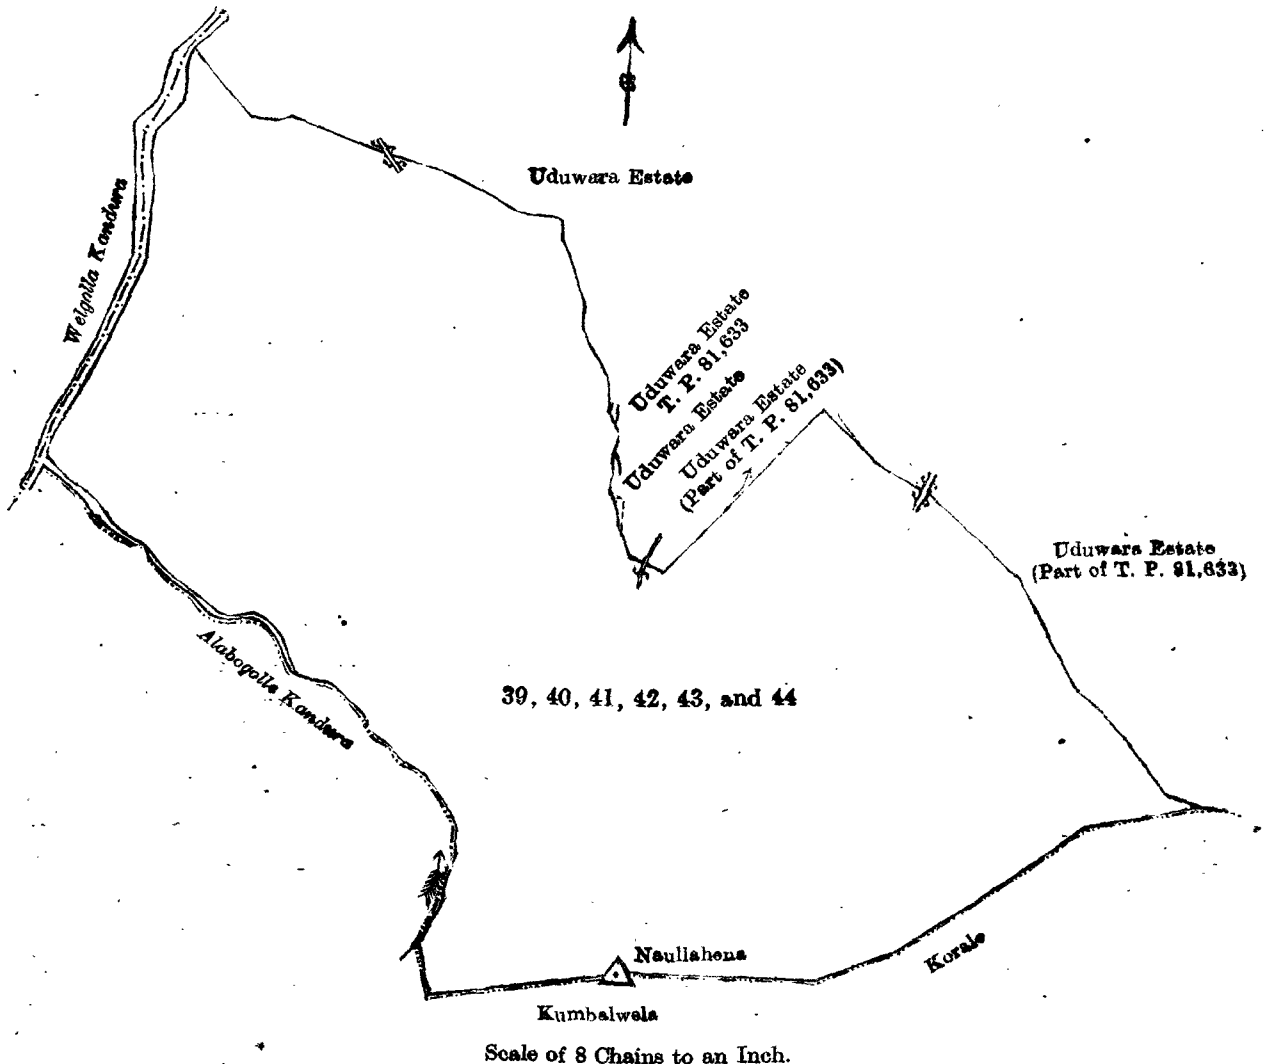 Uduwara Estate
Welgolla Kandura
Uduwara Estate
T. P. 81,633
Uduwara Estate
Uduwara Estate
(Part of T. P. 81,633)
Uduwara Estate
(Part of T. P. 81,633)
Alabogolla Kandura
39, 40, 41, 42, 43, and 44
Naullahena
Korale
Kumbalwela
Scale of 8 Chains to an Inch.